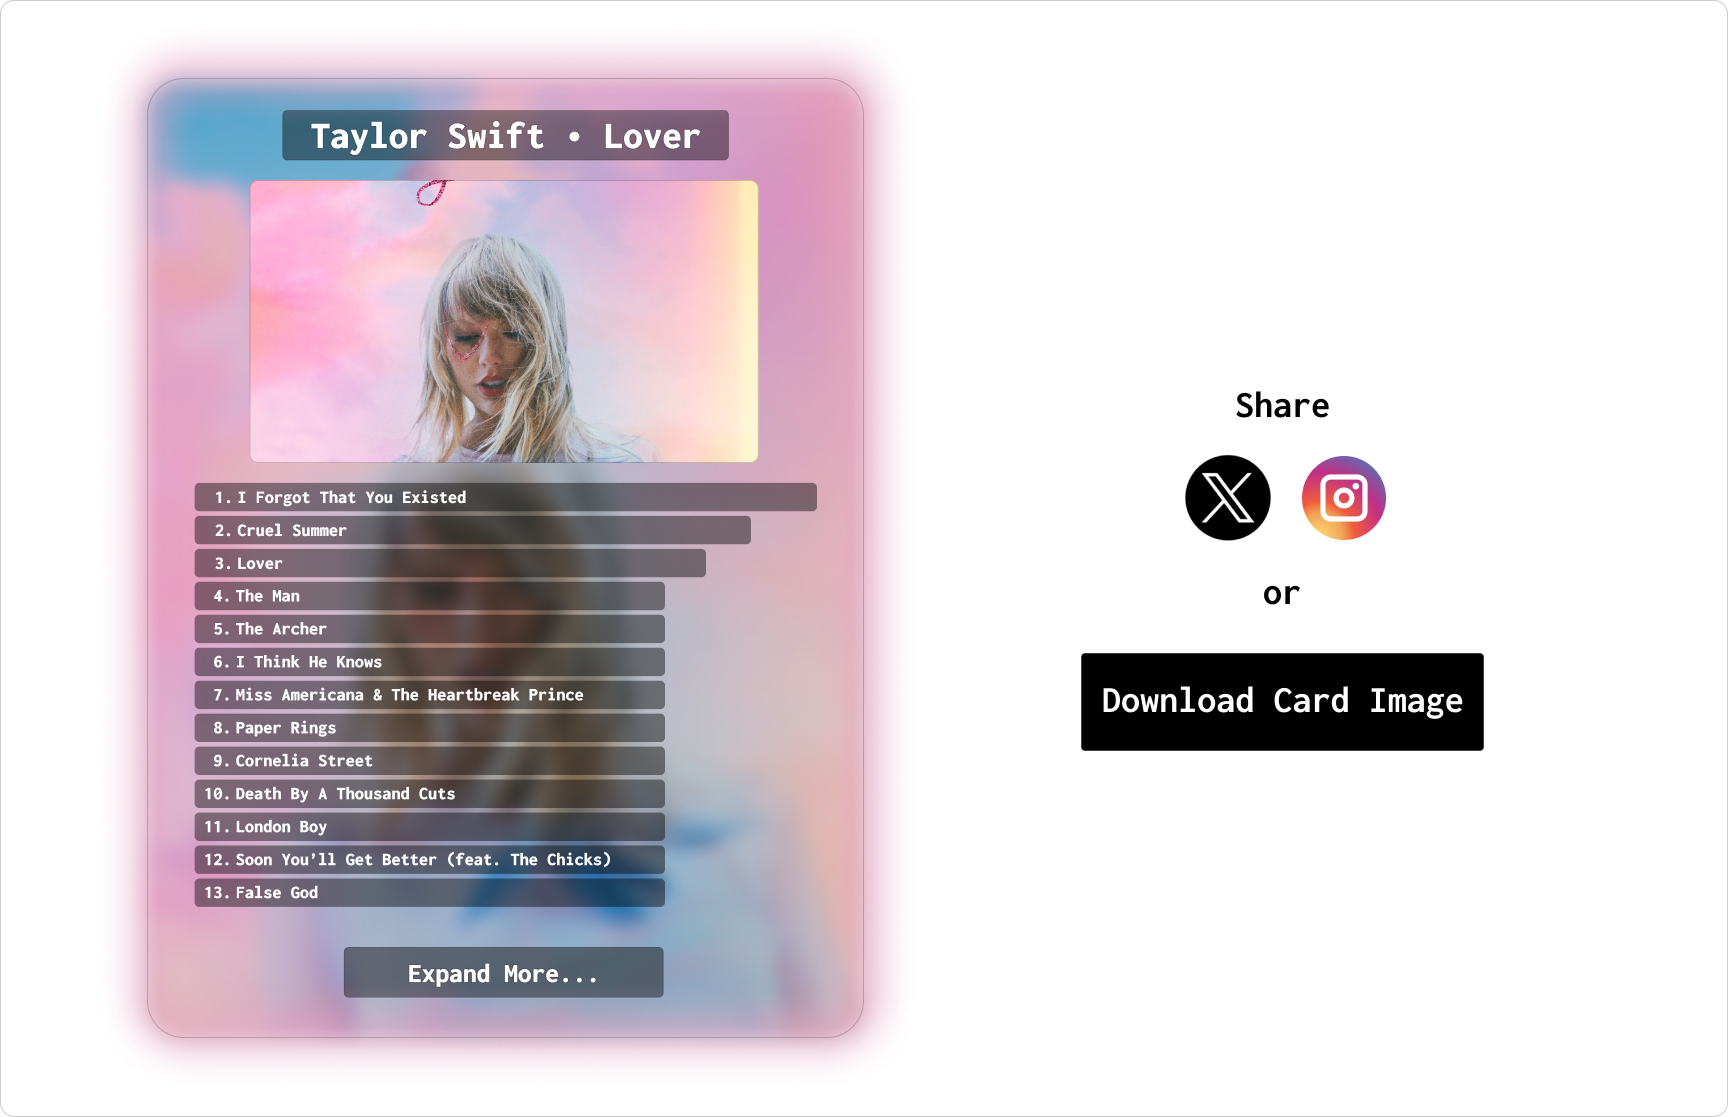 Taylor Swift • Lover
1. I Forgot That You Existed
2. Cruel Summer
3. Lover
4. The Man
5. The Archer
6. I Think He Knows
7. Miss Americana & The Heartbreak Prince
8. Paper Rings
9. Cornelia Street
10. Death By A Thousand Cuts
11. London Boy
12. Soon You’ll Get Better (feat. The Chicks)
13. False God
Expand More...
Share
or
Download Card Image